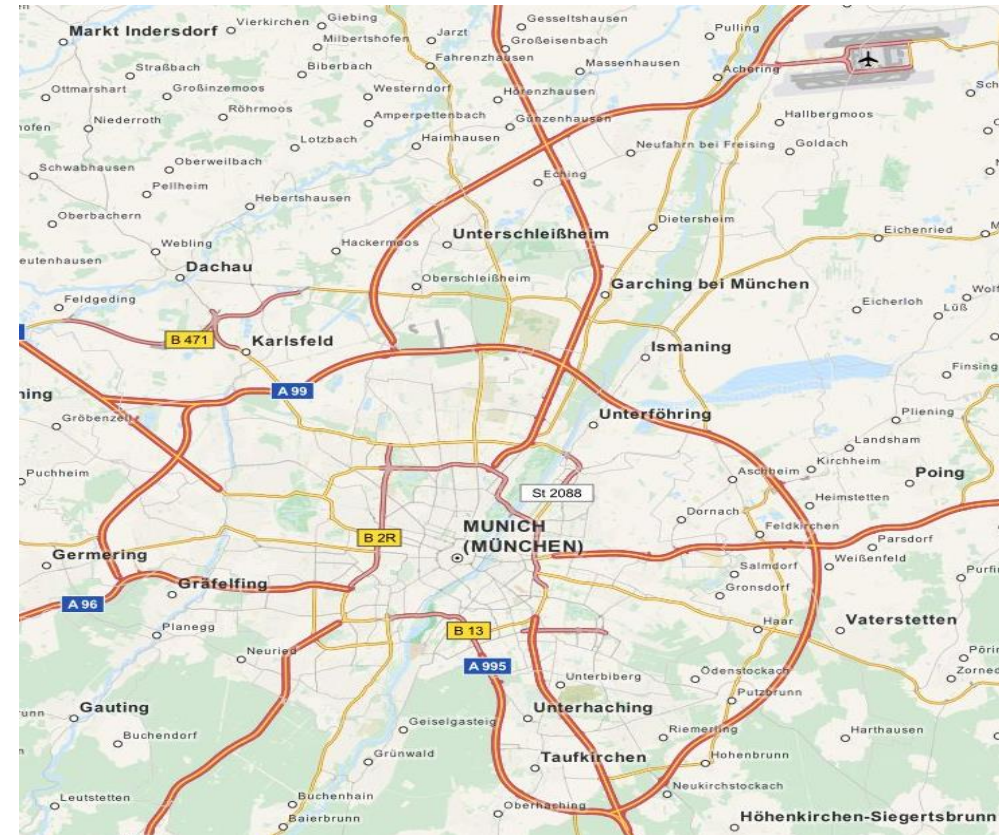 Markt Indersdorf
Vierkirchen
Giebing
Milbertshofen
Jarzt
Fahrenzhausen
Gesseltshausen
Großeisenbach
Massenhausen
Pulling
Achering
Straßbach
Biberbach
Ottmarshart
Großinzemoos
Westerndorf
Hörenzhausen
Röhrmoos
Amperpettenbach
Günzenhausen
Hallbergmoos
Niederroth
Lotzbach
Haimhausen
Neufahrn bei Freising
Goldach
Schwabhausen
Oberweilbach
Pellheim
Eching
Hebertshausen
Oberbachern
Dietersheim
Eichenried
Webling
Hackermoos
Unterschleißheim
Dachau
Oberschleißheim
Garching bei München
Feldgeding
Eicherloh
Lüß
B 471
Karlsfeld
Ismaning
Finsing
A 99
Gröbenzell
Unterföhring
Pliening
Landsham
Puchheim
Aschheim
Kirchheim
Poing
St 2088
Heimstetten
Dornach
MUNICH
(MÜNCHEN)
Feldkirchen
B 2R
Parsdorf
Germering
Weißenfeld
Salmdorf
Gräfelfing
Gronsdorf
A 96
Planegg
B 13
Haar
Vaterstetten
Neuried
A 995
Unterbiberg
Ödenstockach
Putzbrunn
Gauting
Geiselgasteig
Unterhaching
Buchendorf
Riemerling
Harthausen
Grünwald
Taufkirchen
Hohenbrunn
Leutstetten
Buchenhain
Neukirchstockach
Baierbrunn
Oberhaching
Höhenkirchen-Siegertsbrunn